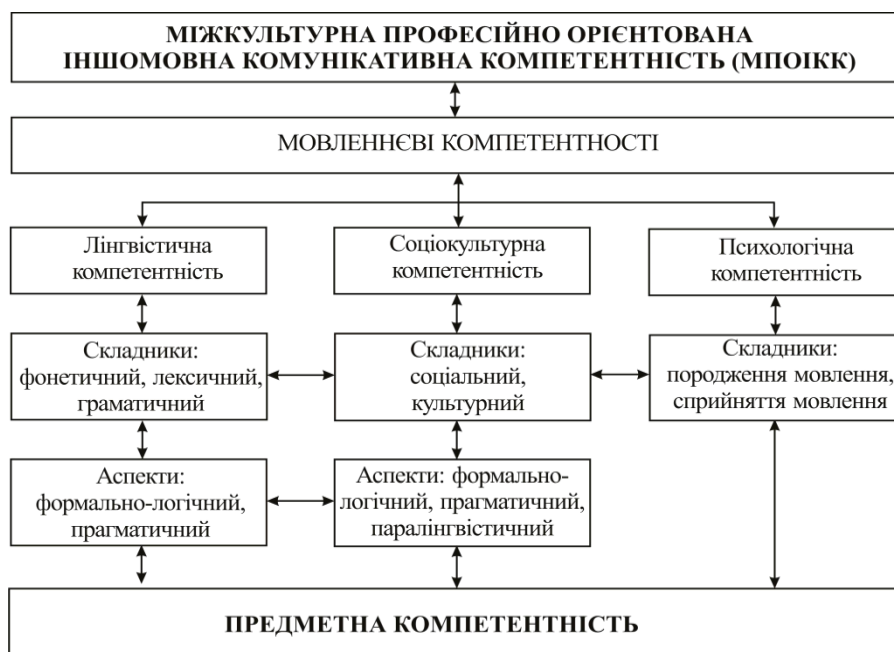 МІЖКУЛЬТУРНА ПРОФЕСІЙНО ОРІЄНТОВАНА
ІНШОМОВНА КОМУНІКАТИВНА КОМПЕТЕНТНІСТЬ (МПОІКК)
МОВЛЕННЄВІ КОМПЕТЕНТНОСТІ
Лінгвістична
компетентність
Соціокультурна
компетентність
Психологічна
компетентність
Складники:
фонетичний, лексичний,
граматичний
Складники:
соціальний,
культурний
Складники:
породження мовлення,
сприйняття мовлення
Аспекти:
формально-логічний,
прагматичний
Аспекти: формально-
логічний, прагматичний,
паралінгвістичний
ПРЕДМЕТНА КОМПЕТЕНТНІСТЬ